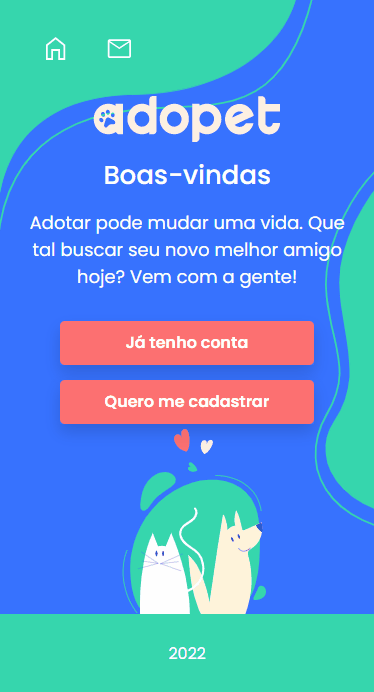 adopet
Boas-vindas
Adotar pode mudar uma vida. Que
tal buscar seu novo melhor amigo
hoje? Vem com a gente!
Já tenho conta
Quero me cadastrar
2022